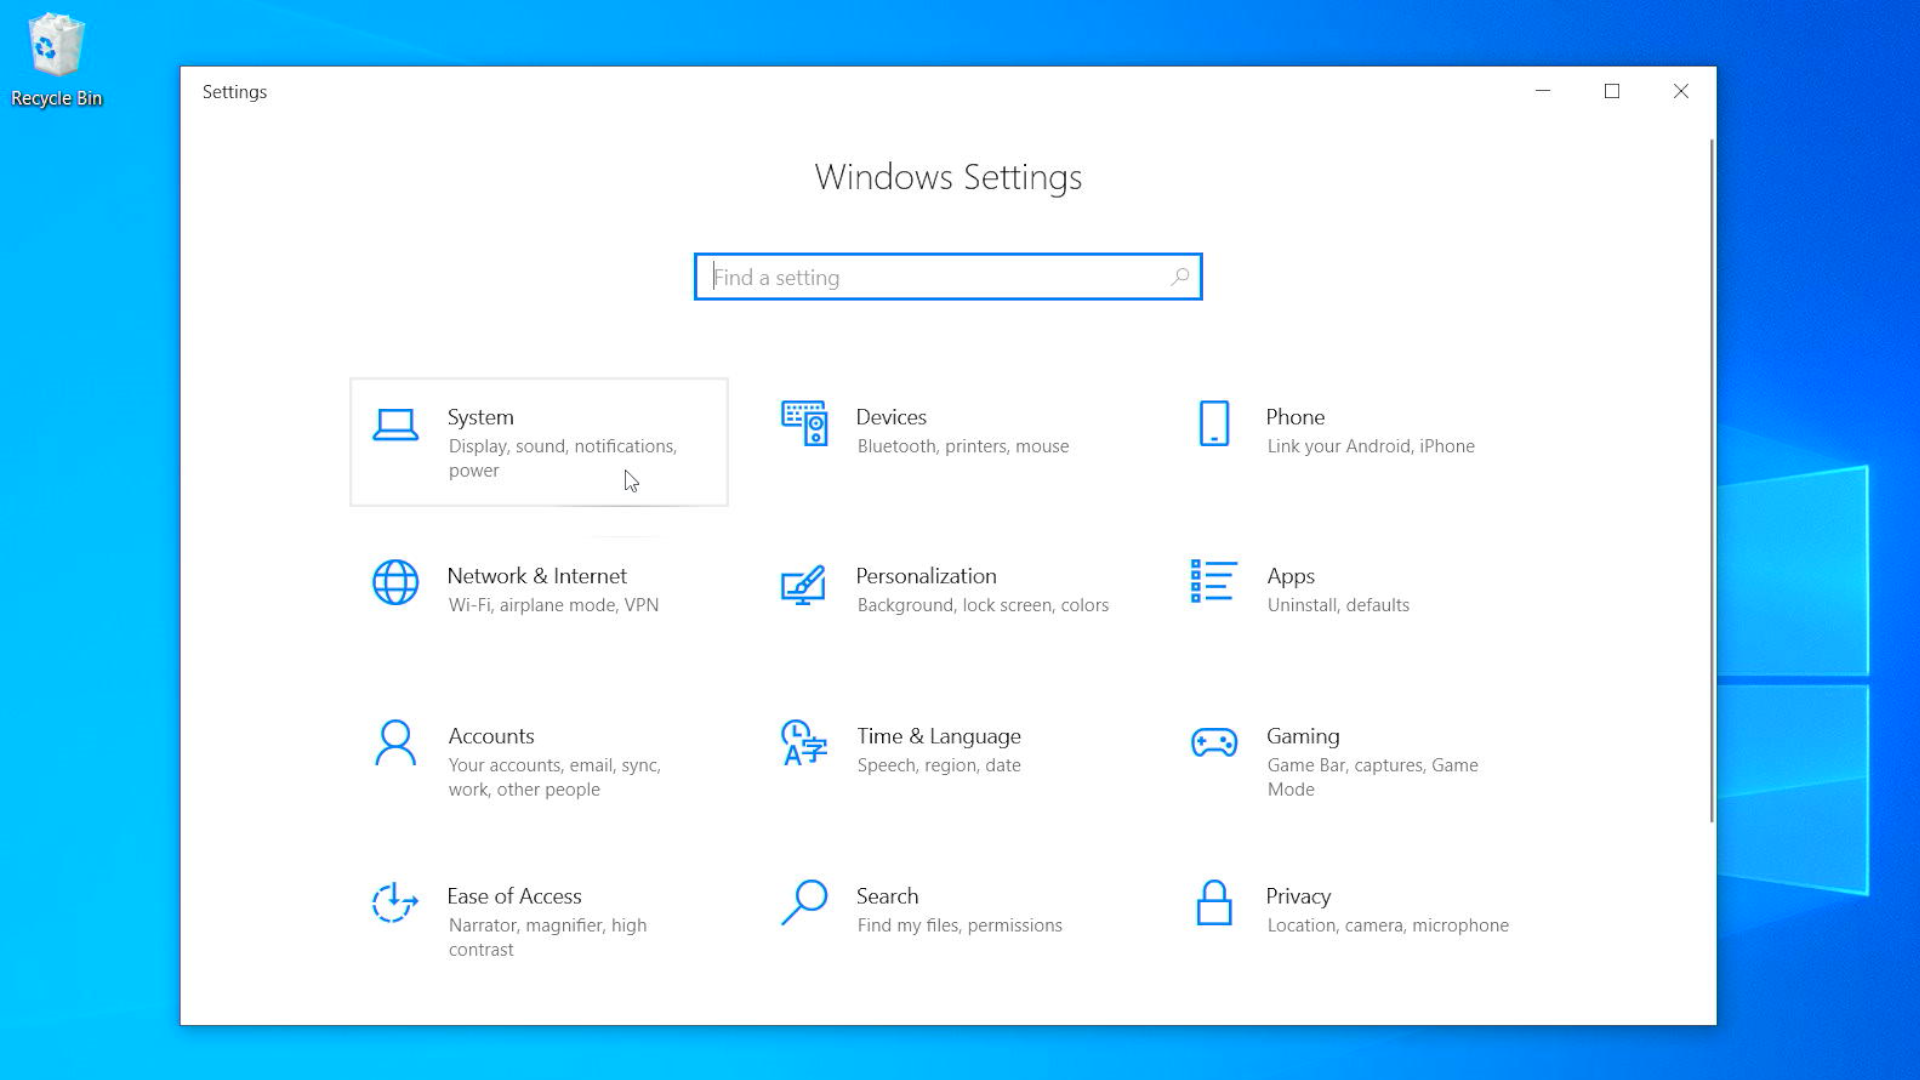 Recycle Bin
Settings
Windows Settings
Find a setting
System
Display, sound, notifications,
power
Devices
Bluetooth, printers, mouse
Phone
Link your Android, iPhone
Network & Internet
Wi-Fi, airplane mode, VPN
Personalization
Background, lock screen, colors
Apps
Uninstall, defaults
Accounts
Your accounts, email, sync,
work, other people
Time & Language
Speech, region, date
Gaming
Game Bar, captures, Game
Mode
Ease of Access
Narrator, magnifier, high
contrast
Search
Find my files, permissions
Privacy
Location, camera, microphone